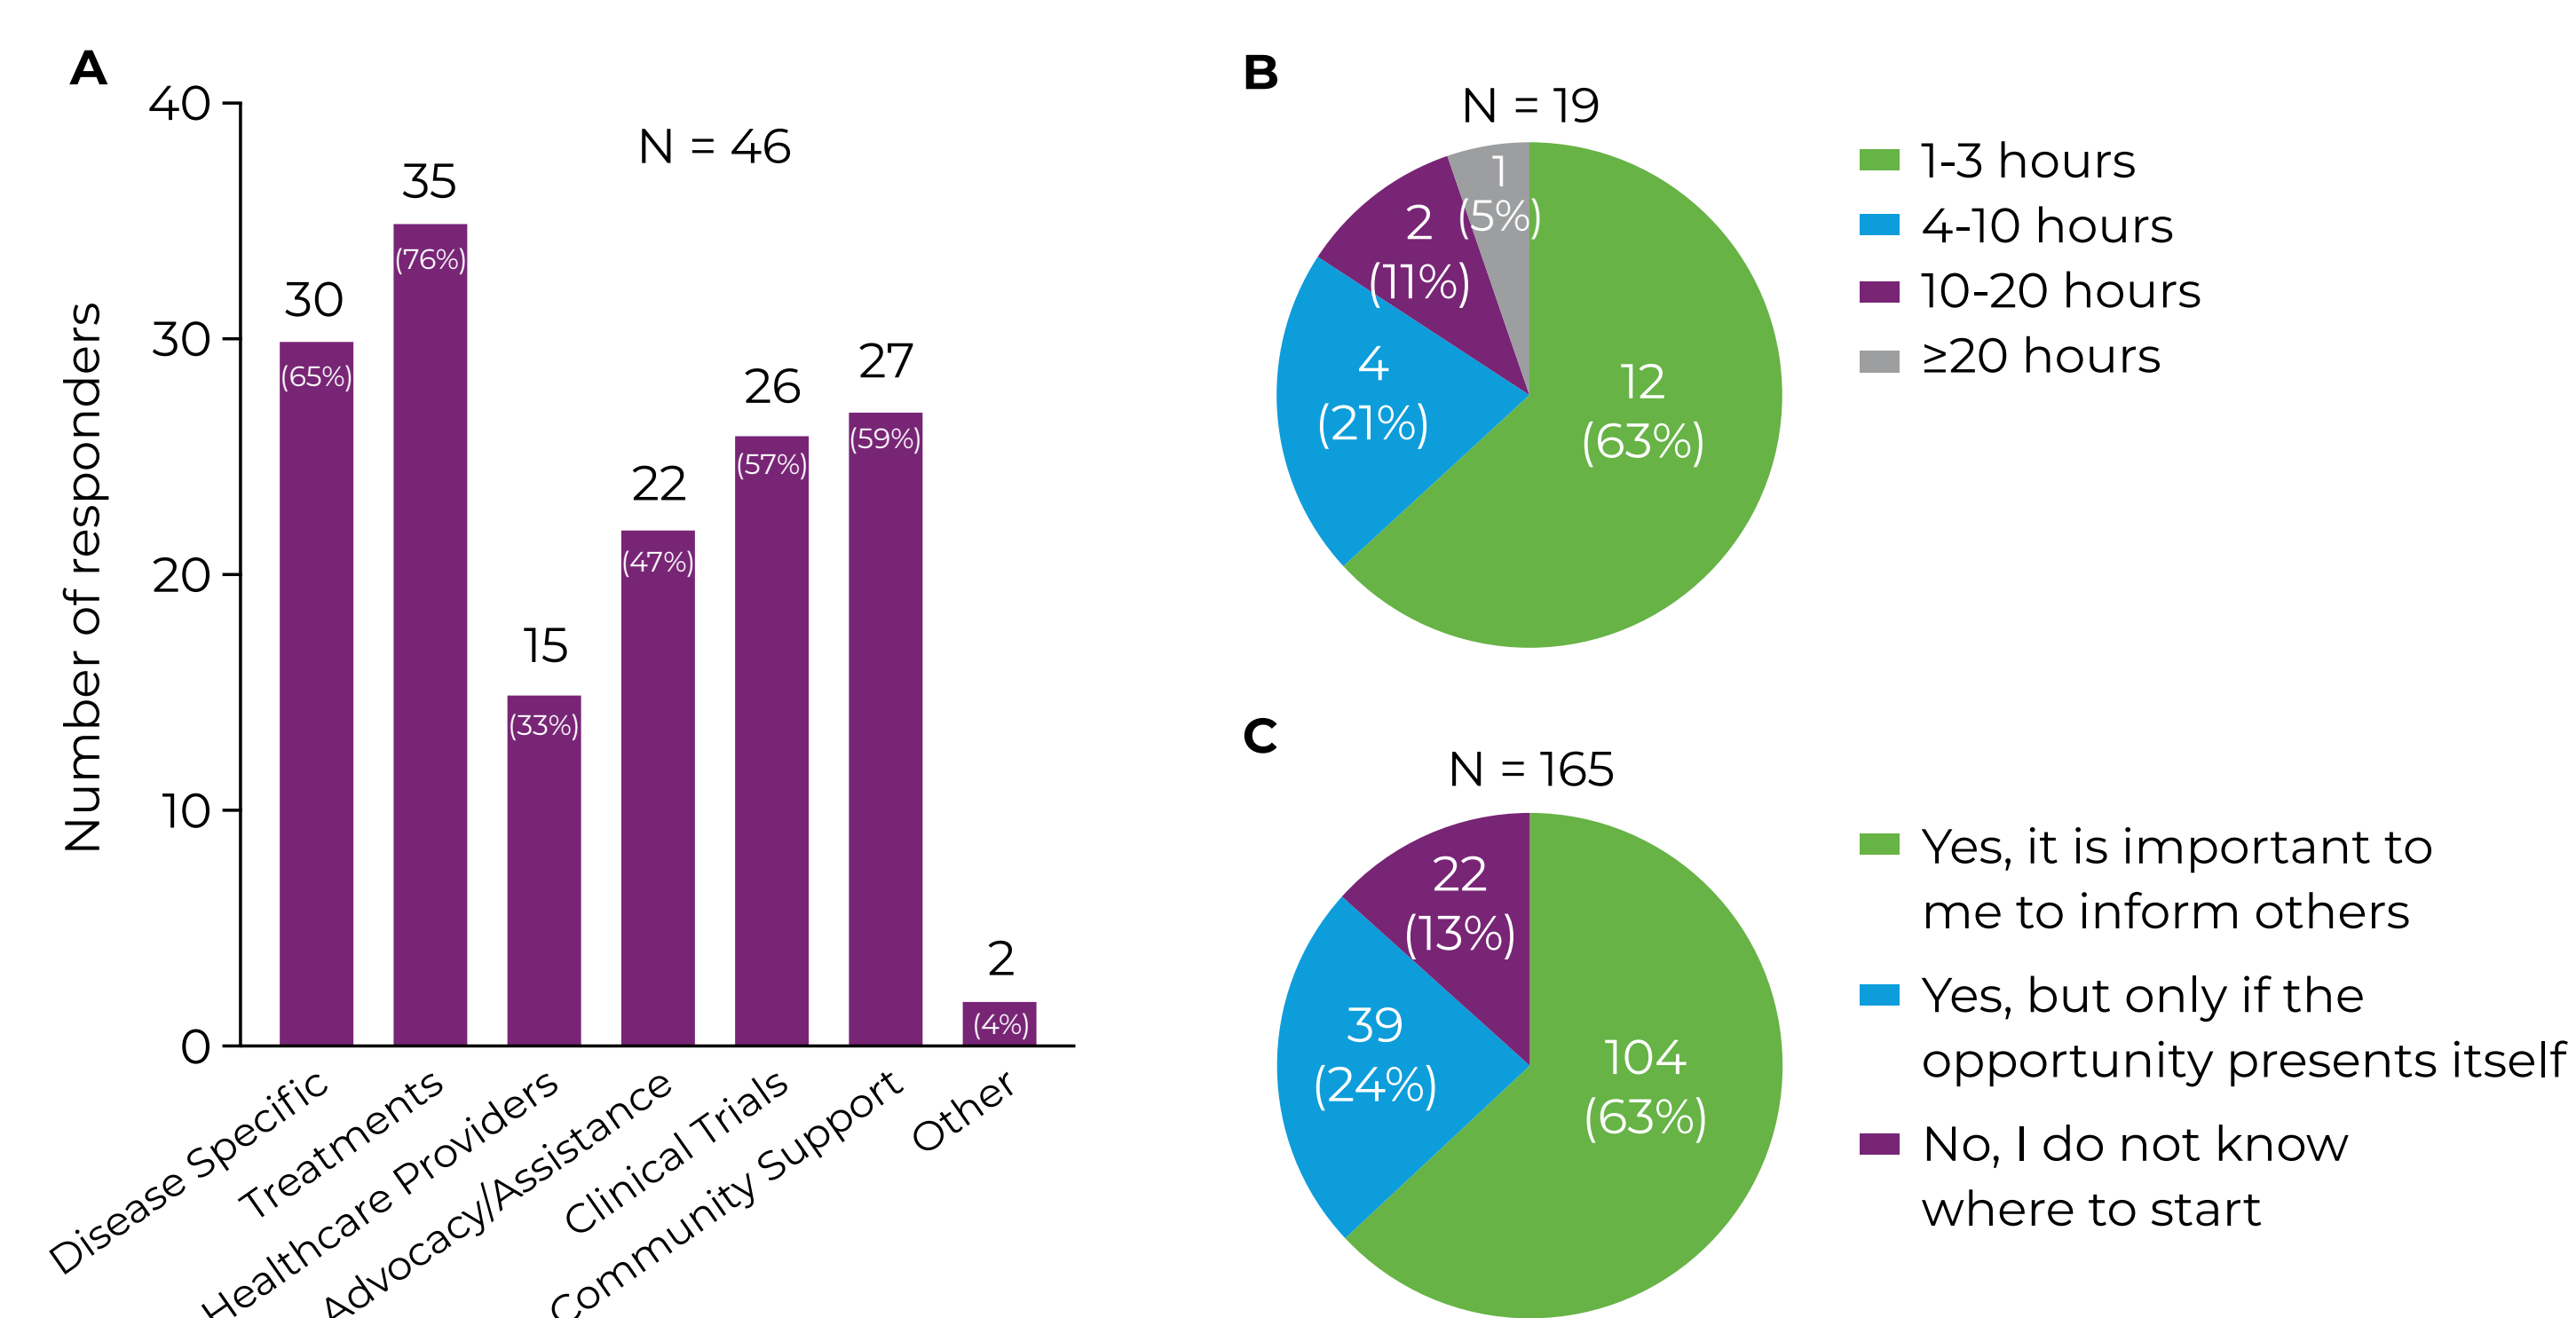 A
N = 46
Number of responders
40
30
20
10
0
30
(65%)
35
(76%)
15
(33%)
22
(47%)
26
(57%)
27
(59%)
2
(4%)
Disease Specific
Treatments
Healthcare Providers
Advocacy/Assistance
Clinical Trials
Community Support
Other
B
N = 19
1
(5%)
2
(11%)
4
(21%)
12
(63%)
1-3 hours
4-10 hours
10-20 hours
≥20 hours
C
N = 165
22
(13%)
39
(24%)
104
(63%)
Yes, it is important to
me to inform others
Yes, but only if the
opportunity presents itself
No, I do not know
where to start